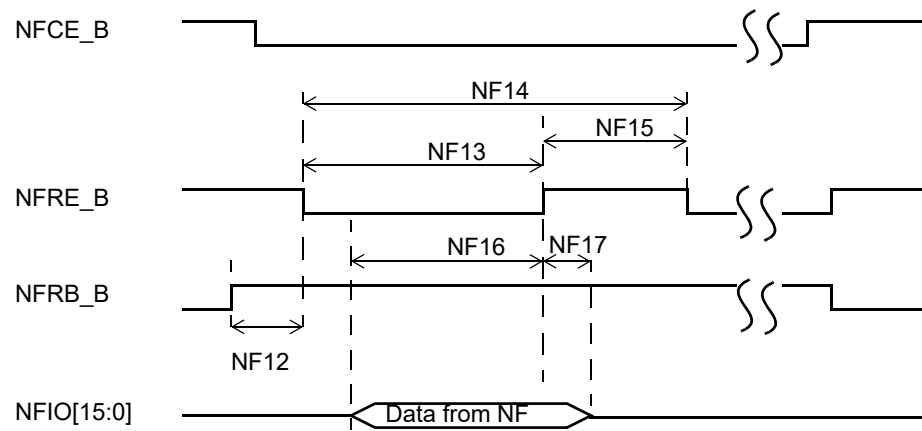 NFCE_B
NF14
NF15
NF13
NFRE_B
NF16
NF17
NFRB_B
NF12
NFIO[15:0]
Data from NF